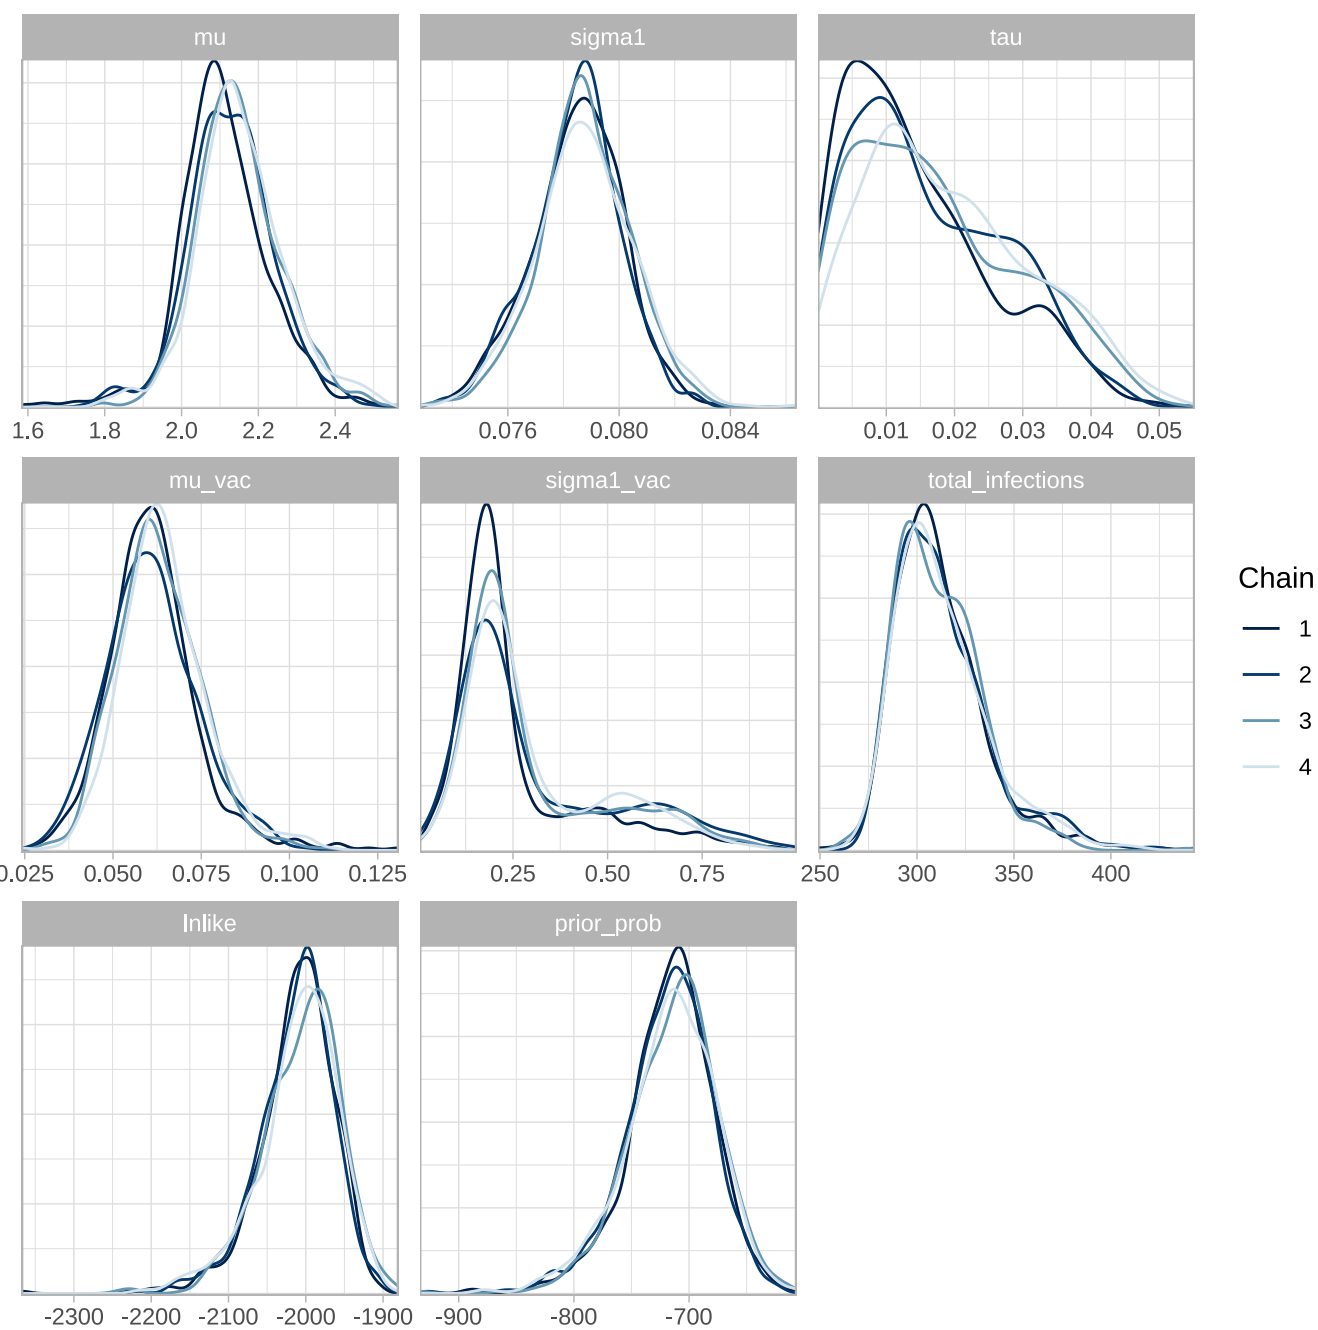 mu sigma1 tau
1.6 1.8 2.0 2.2 2.4 0.076 0.080 0.084 0.01 0.02 0.03 0.04 0.05
mu_vac sigma1_vac total_infections
0.025 0.050 0.075 0.100 0.125 0.25 0.50 0.75 250 300 350 400
Chain
1
2
3
4
lnlike prior_prob
-2300 -2200 -2100 -2000 -1900 -900 -800 -700